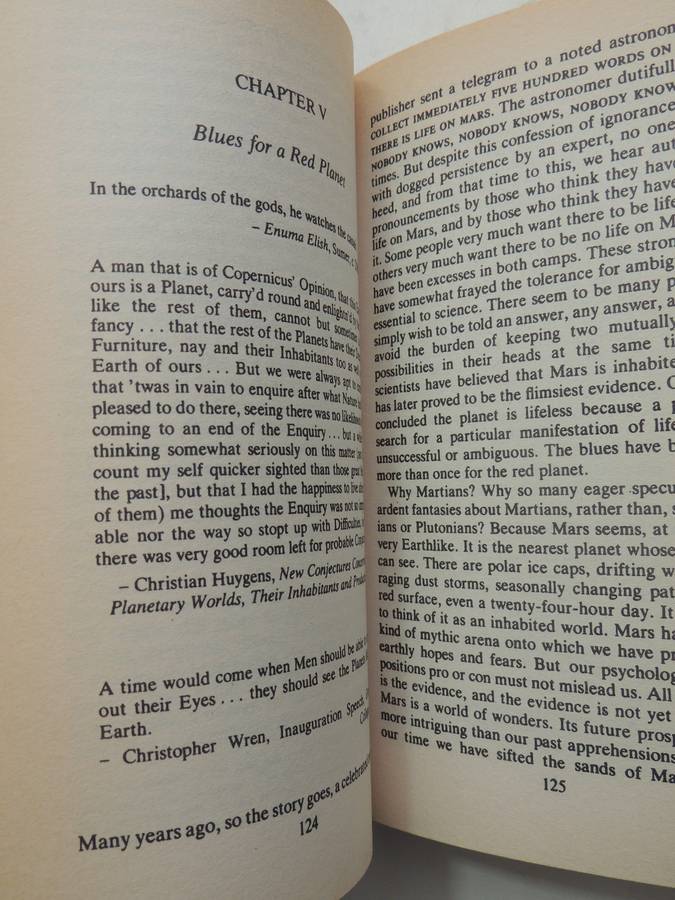 CHAPTER V
Blues for a Red Planet
In the orchards of the gods, he watches the
– Enuma Elish, Sumer,
A man that is of Copernicus' Opinion, that this
ours is a Planet, carry'd round and enlightn'd
like the rest of them, cannot but sometimes
fancy . . . that the rest of the Planets have their
Furniture, nay and their Inhabitants too as well
Earth of ours . . . But we were always apt to
that 'twas in vain to enquire after what Nature
pleased to do there, seeing there was no likelihood
coming to an end of the Enquiry . . . but a
thinking somewhat seriously on this matter
count my self quicker sighted than those great
the past], but that I had the happiness to live
of them) me thoughts the Enquiry was not so
able nor the way so stopt up with Difficulties,
there was very good room left for probable
– Christian Huygens, New Conjectures
Planetary Worlds, Their Inhabitants and
A time would come when Men should be able
out their Eyes . . . they should see the Planets
Earth.
– Christopher Wren, Inauguration Speech,
Many years ago, so the story goes, a celebrated
124
publisher sent a telegram to a noted astronom
COLLECT IMMEDIATELY FIVE HUNDRED WORDS ON
THERE IS LIFE ON MARS. The astronomer dutifull
NOBODY KNOWS, NOBODY KNOWS, NOBODY KNOW
times. But despite this confession of ignorance
with dogged persistence by an expert, no one
heed, and from that time to this, we hear aut
pronouncements by those who think they have
life on Mars, and by those who think they have
it. Some people very much want there to be life
others very much want there to be no life on M
have been excesses in both camps. These stron
have somewhat frayed the tolerance for ambig
essential to science. There seem to be many p
simply wish to be told an answer, any answer, a
avoid the burden of keeping two mutually
possibilities in their heads at the same ti
scientists have believed that Mars is inhabite
has later proved to be the flimsiest evidence. O
concluded the planet is lifeless because a
search for a particular manifestation of life
unsuccessful or ambiguous. The blues have b
more than once for the red planet.
Why Martians? Why so many eager specu
ardent fantasies about Martians, rather than, s
ians or Plutonians? Because Mars seems, at
very Earthlike. It is the nearest planet whose
can see. There are polar ice caps, drifting w
raging dust storms, seasonally changing pat
red surface, even a twenty-four-hour day. It
to think of it as an inhabited world. Mars ha
kind of mythic arena onto which we have pr
earthly hopes and fears. But our psycholog
positions pro or con must not mislead us. All
is the evidence, and the evidence is not yet
Mars is a world of wonders. Its future prosp
more intriguing than our past apprehensions
our time we have sifted the sands of Ma
125